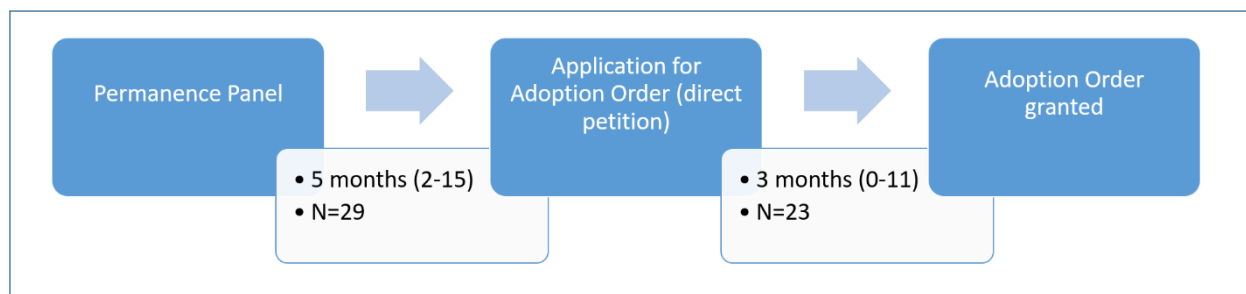 Permanence Panel
Application for
Adoption Order (direct
petition)
Adoption Order
granted
• 5 months (2-15)
• N=29
• 3 months (0-11)
• N=23